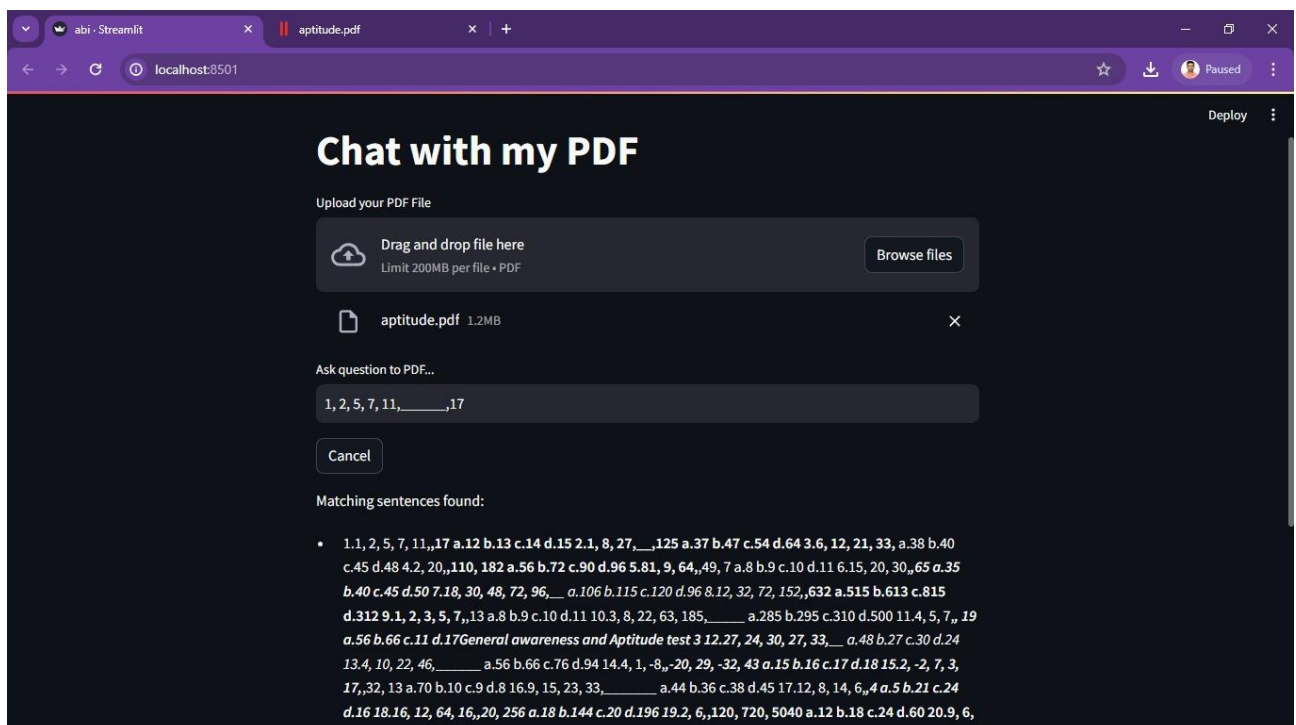 abi · Streamlit
aptitude.pdf
localhost:8501
Paused
Deploy
Chat with my PDF
Upload your PDF File
Drag and drop file here
Limit 200MB per file • PDF
Browse files
aptitude.pdf 1.2MB
Ask question to PDF...
1, 2, 5, 7, 11,______,17
Cancel
Matching sentences found:
• 1.1, 2, 5, 7, 11,,17 a.12 b.13 c.14 d.15 2.1, 8, 27,__,125 a.37 b.47 c.54 d.64 3.6, 12, 21, 33, a.38 b.40
c.45 d.48 4.2, 20,,110, 182 a.56 b.72 c.90 d.96 5.81, 9, 64,,49, 7 a.8 b.9 c.10 d.11 6.15, 20, 30,,65 a.35
b.40 c.45 d.50 7.18, 30, 48, 72, 96,__ a.106 b.115 c.120 d.96 8.12, 32, 72, 152,,632 a.515 b.613 c.815
d.312 9.1, 2, 3, 5, 7,,13 a.8 b.9 c.10 d.11 10.3, 8, 22, 63, 185,_____ a.285 b.295 c.310 d.500 11.4, 5, 7,, 19
a.56 b.66 c.11 d.17General awareness and Aptitude test 3 12.27, 24, 30, 27, 33,__ a.48 b.27 c.30 d.24
13.4, 10, 22, 46,______ a.56 b.66 c.76 d.94 14.4, 1, -8,,-20, 29, -32, 43 a.15 b.16 c.17 d.18 15.2, -2, 7, 3,
17,,32, 13 a.70 b.10 c.9 d.8 16.9, 15, 23, 33,_______ a.44 b.36 c.38 d.45 17.12, 8, 14, 6,,4 a.5 b.21 c.24
d.16 18.16, 12, 64, 16,,20, 256 a.18 b.144 c.20 d.196 19.2, 6,,120, 720, 5040 a.12 b.18 c.24 d.60 20.9, 6,